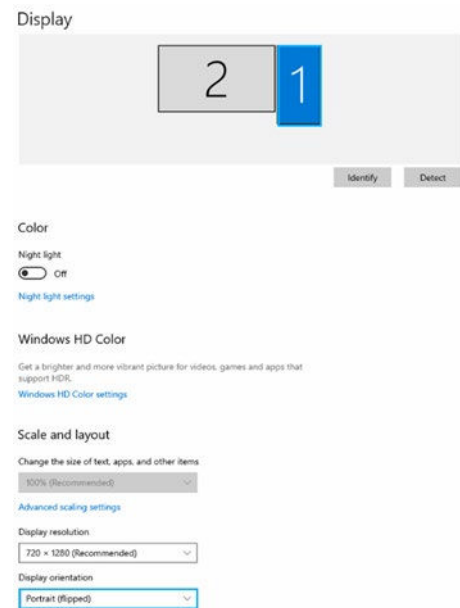 Display
2
1
Identify
Detect
Color
Night light
Off
Night light settings
Windows HD Color
Get a brighter and more vibrant picture for videos, games and apps that
support HDR.
Windows HD Color settings
Scale and layout
Change the size of text, apps, and other items
100% (Recommended)
Advanced scaling settings
Display resolution
720 × 1280 (Recommended)
Display orientation
Portrait (flipped)